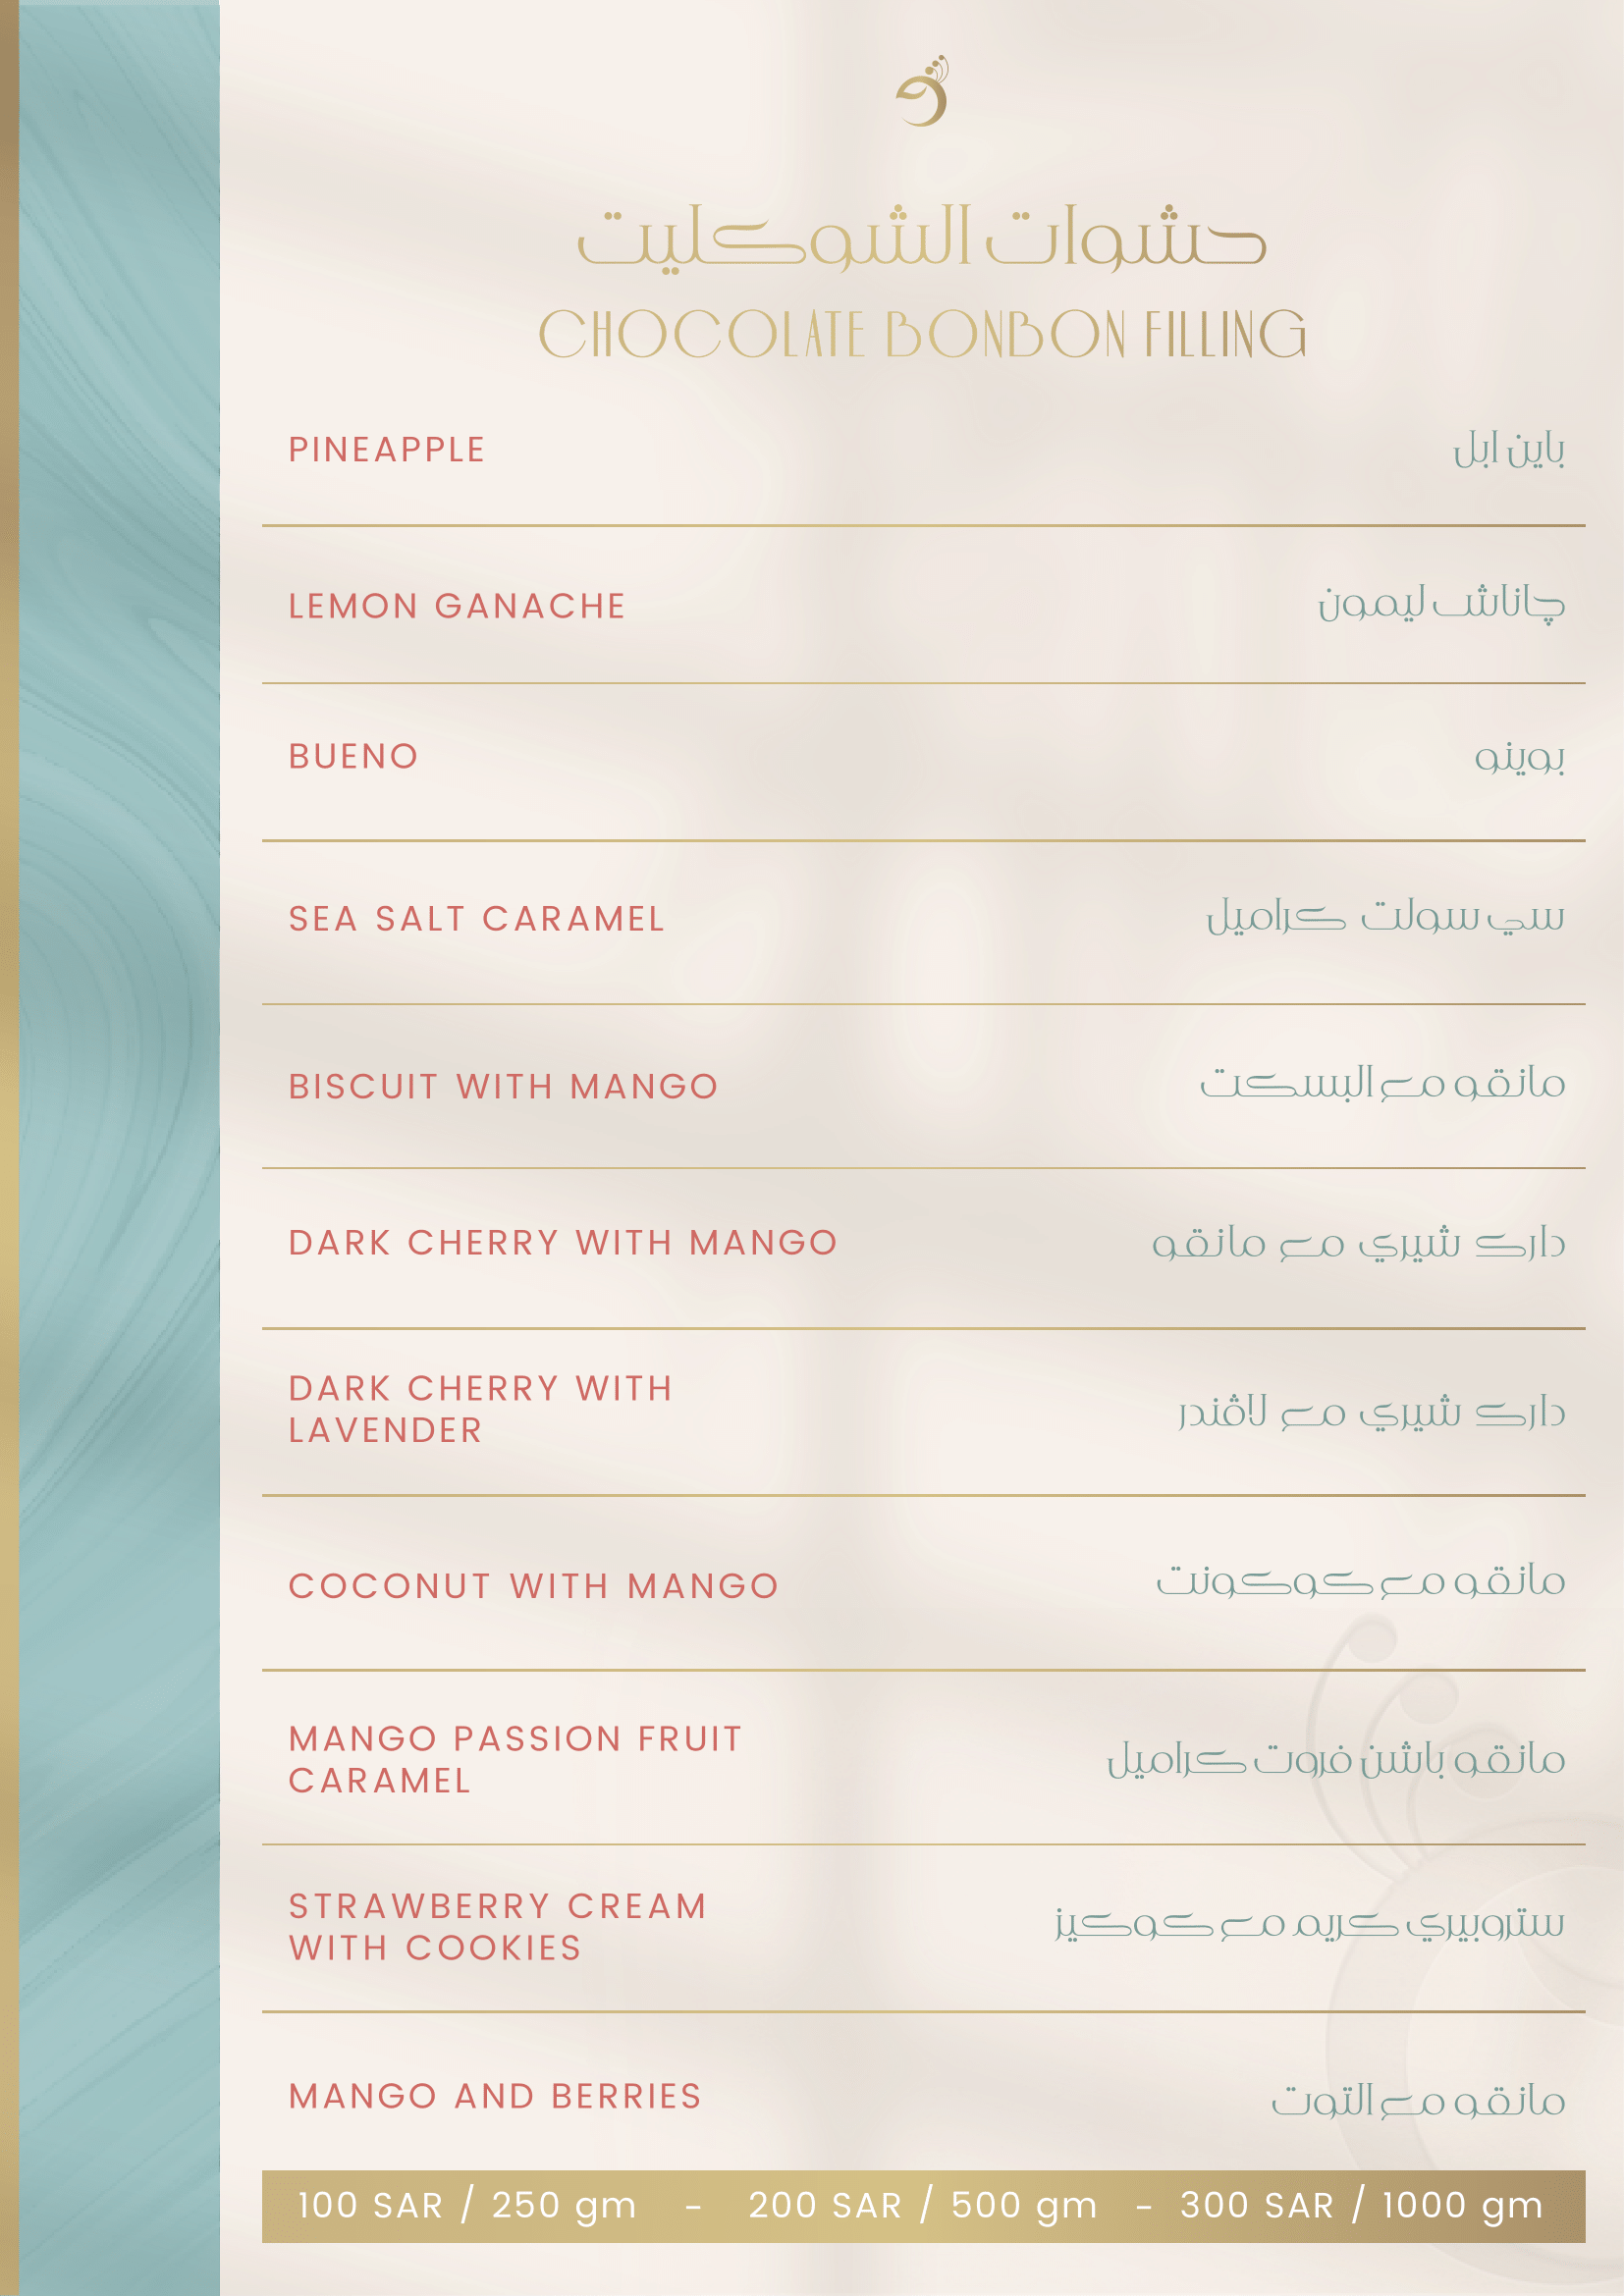 حشوات الشوكليت
CHOCOLATE BONBON FILLING
PINEAPPLE
باين ابل
LEMON GANACHE
چاناش ليمون
BUENO
بوينو
SEA SALT CARAMEL
سي سولت كراميل
BISCUIT WITH MANGO
مانقو مع البسكت
DARK CHERRY WITH MANGO
دارك شيري مع مانقو
DARK CHERRY WITH
LAVENDER
دارك شيري مع لاڤندر
COCONUT WITH MANGO
مانقو مع كوكونت
MANGO PASSION FRUIT
CARAMEL
مانقو باشن فروت كراميل
STRAWBERRY CREAM
WITH COOKIES
ستروبيري كريم مع كوكيز
MANGO AND BERRIES
مانقو مع التوت
100 SAR / 250 gm - 200 SAR / 500 gm - 300 SAR / 1000 gm